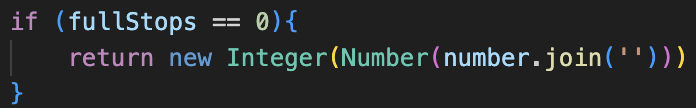 if (fullStops == 0){
    return new Integer(Number(number.join('')))
}